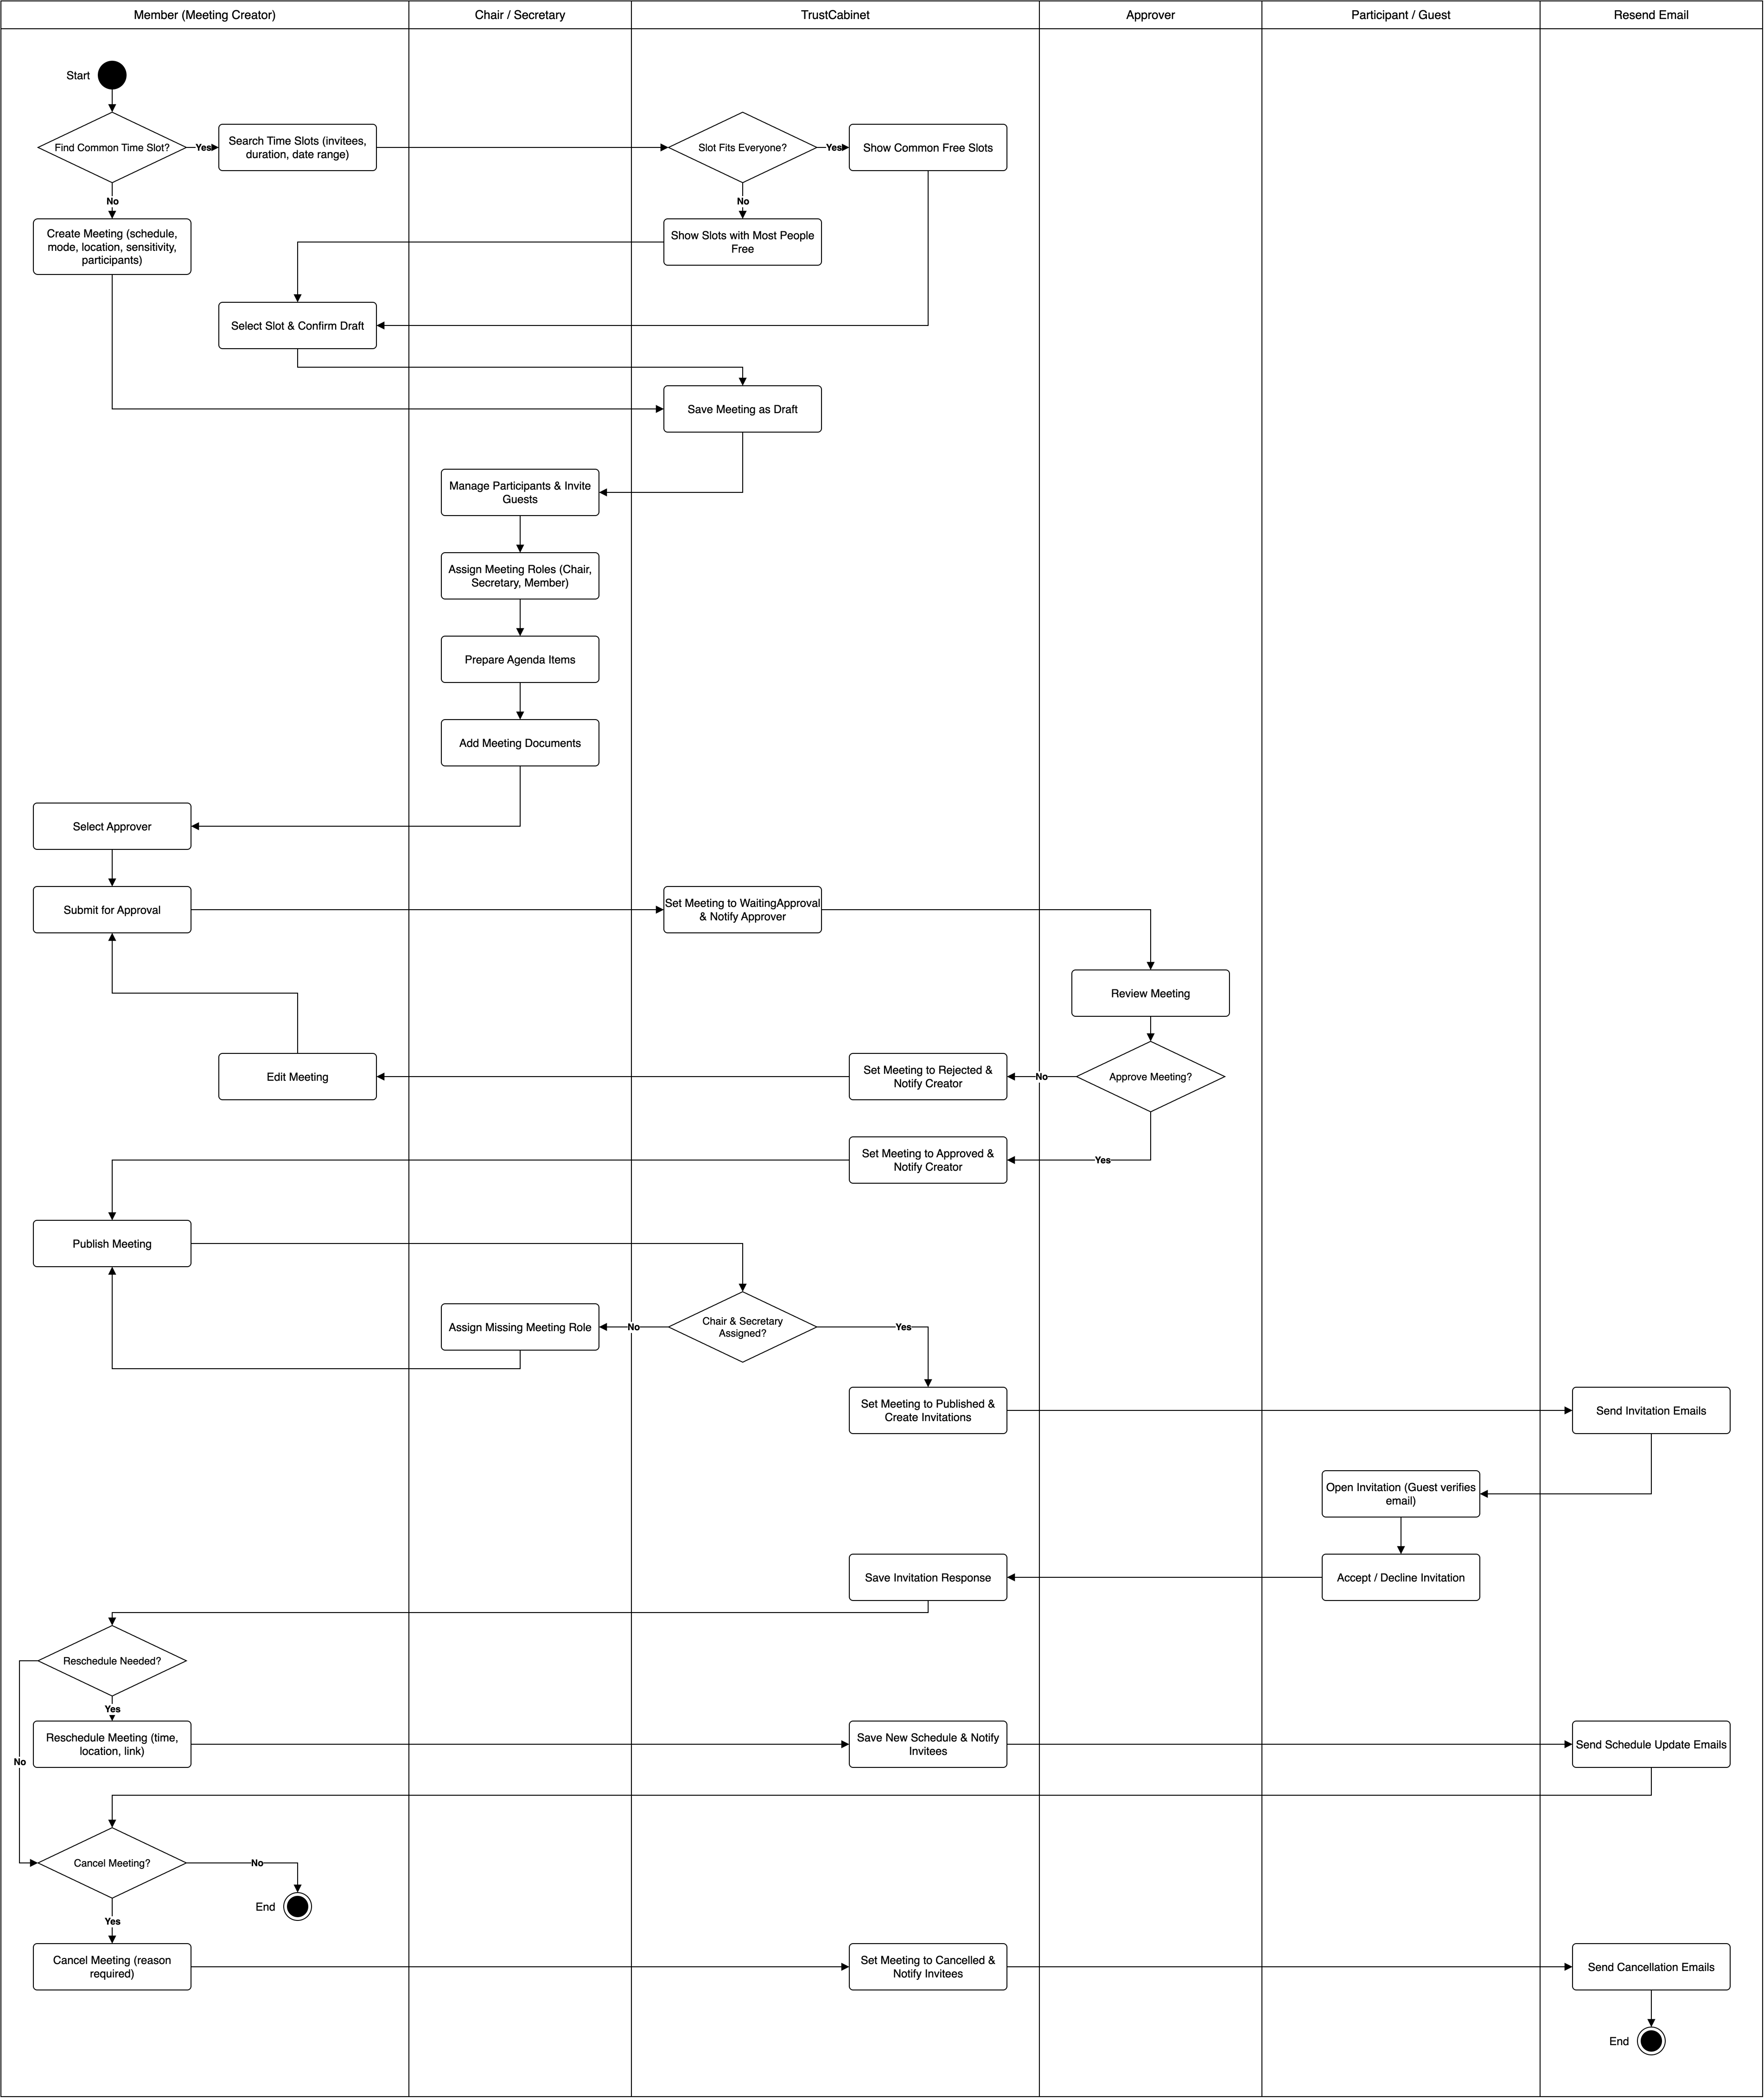 Member (Meeting Creator)
Chair / Secretary
TrustCabinet
Approver
Participant / Guest
Resend Email
Start
Find Common Time Slot?
Yes
Search Time Slots (invitees,
duration, date range)
Slot Fits Everyone?
Yes
Show Common Free Slots
No
No
Create Meeting (schedule,
mode, location, sensitivity,
participants)
Show Slots with Most People
Free
Select Slot & Confirm Draft
Save Meeting as Draft
Manage Participants & Invite
Guests
Assign Meeting Roles (Chair,
Secretary, Member)
Prepare Agenda Items
Add Meeting Documents
Select Approver
Submit for Approval
Set Meeting to WaitingApproval
& Notify Approver
Review Meeting
Edit Meeting
Set Meeting to Rejected &
Notify Creator
No
Approve Meeting?
Set Meeting to Approved &
Notify Creator
Yes
Publish Meeting
Assign Missing Meeting Role
No
Chair & Secretary
Assigned?
Yes
Set Meeting to Published &
Create Invitations
Send Invitation Emails
Open Invitation (Guest verifies
email)
Save Invitation Response
Accept / Decline Invitation
Reschedule Needed?
Yes
Reschedule Meeting (time,
location, link)
Save New Schedule & Notify
Invitees
Send Schedule Update Emails
No
Cancel Meeting?
No
End
Yes
Cancel Meeting (reason
required)
Set Meeting to Cancelled &
Notify Invitees
Send Cancellation Emails
End